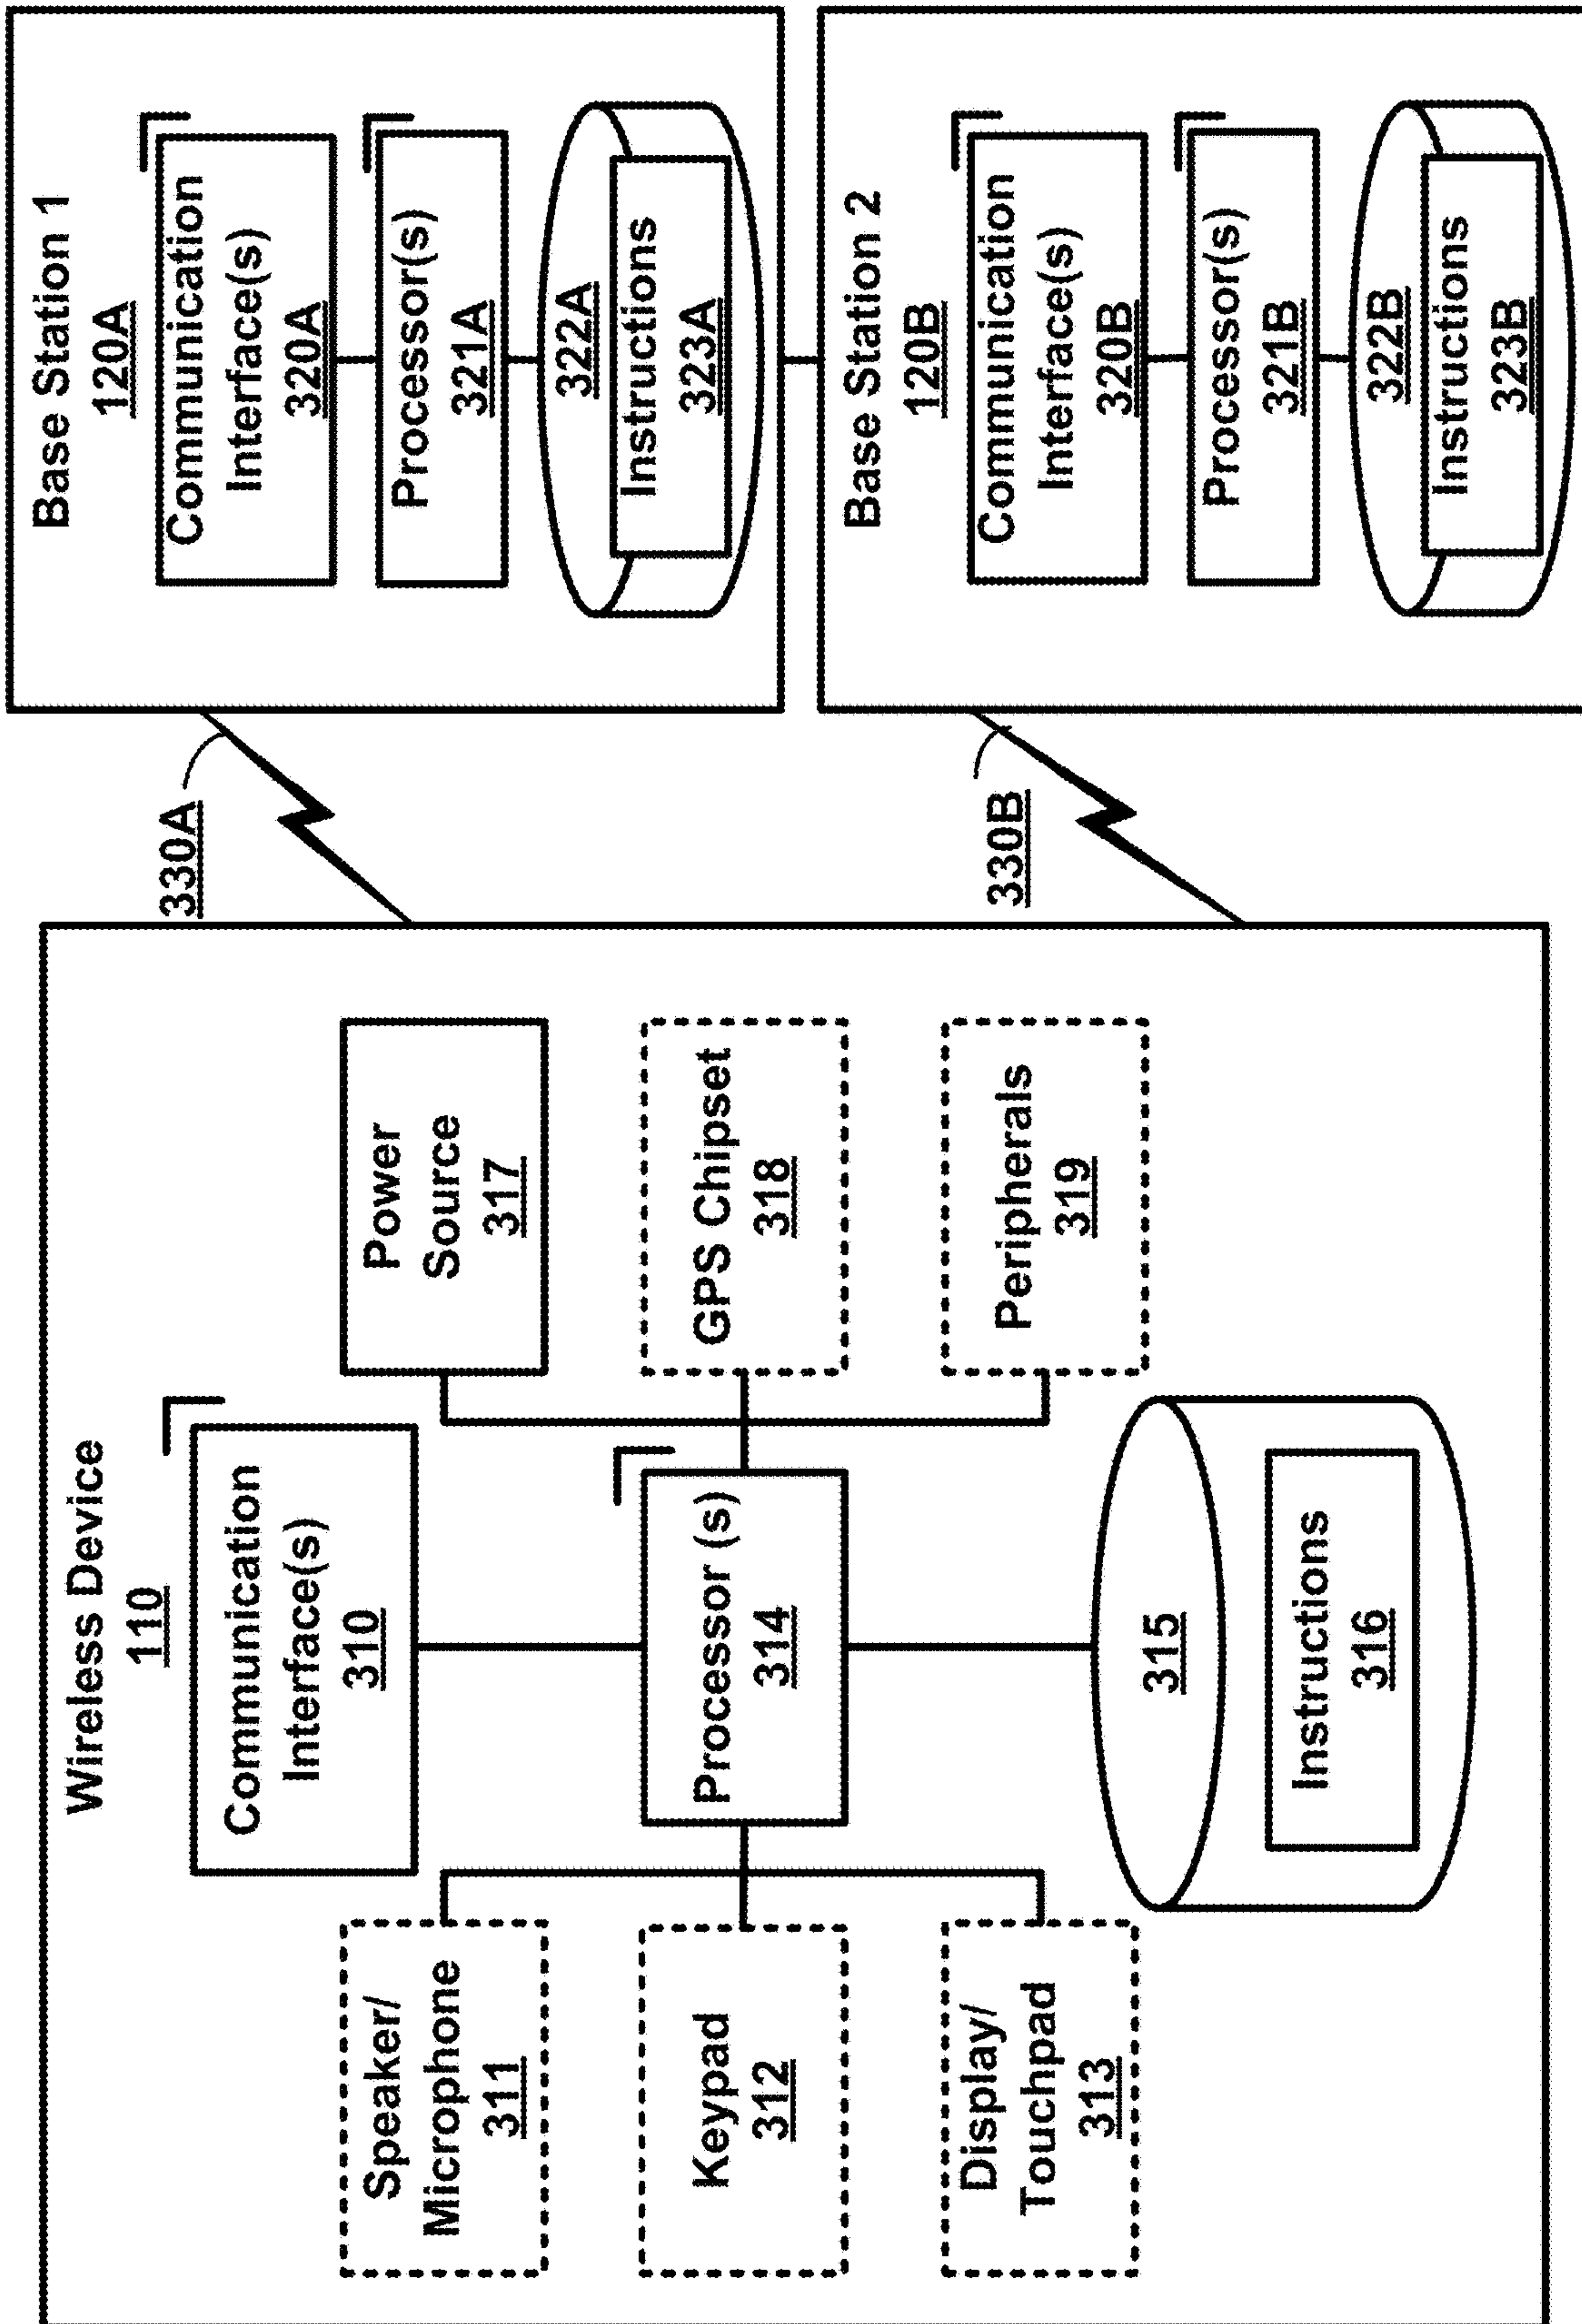 Wireless Device
110
Communication
Interface(s)
310
Speaker/
Microphone
311
Keypad
312
Display/
Touchpad
313
Processor (s)
314
315
Instructions
316
Power
Source
317
GPS Chipset
318
Peripherals
319
330A
330B
Base Station 1
120A
Communication
Interface(s)
320A
Processor(s)
321A
322A
Instructions
323A
Base Station 2
120B
Communication
Interface(s)
320B
Processor(s)
321B
322B
Instructions
323B